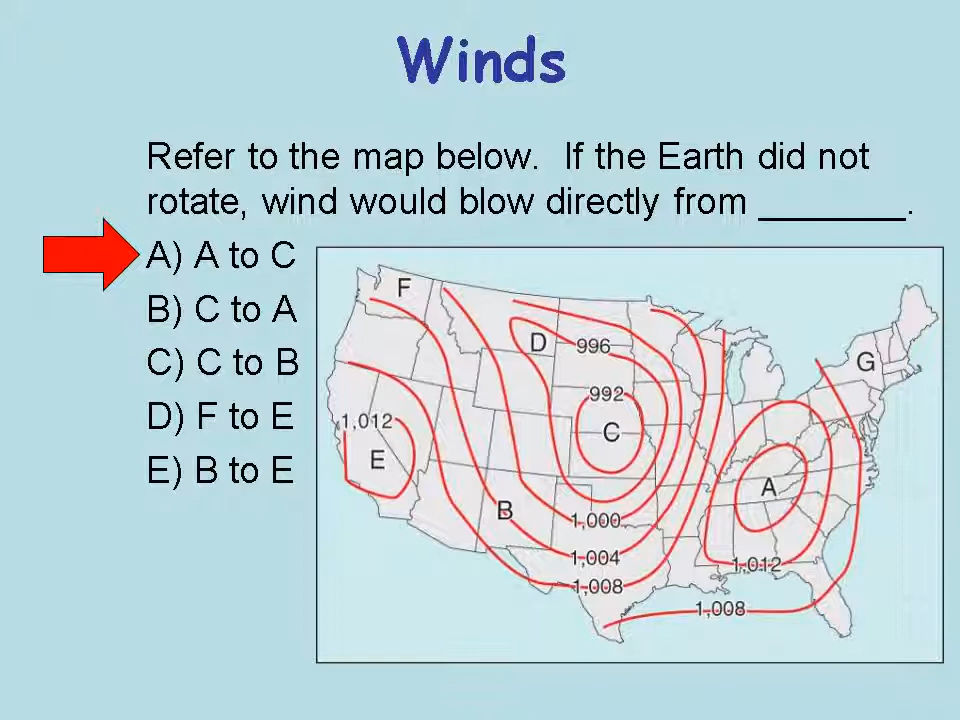 Winds
Refer to the map below.  If the Earth did not
rotate, wind would blow directly from _______.
A) A to C
B) C to A
C) C to B
D) F to E
E) B to E
F
D
996
G
992
1,012
C
E
A
B
1,000
1,004
1,012
1,008
1,008